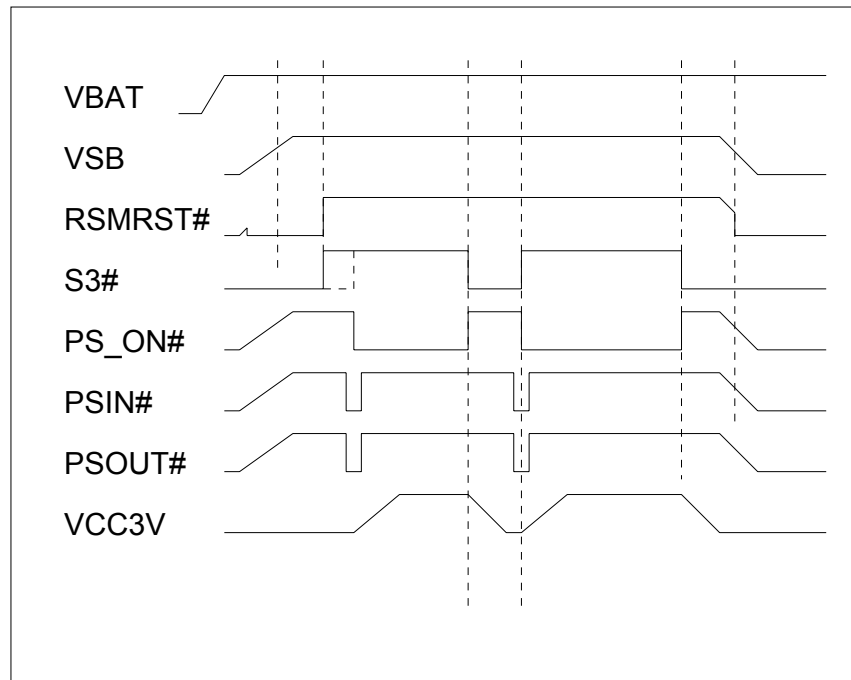 VBAT
VSB
RSMRST#
S3#
PS_ON#
PSIN#
PSOUT#
VCC3V